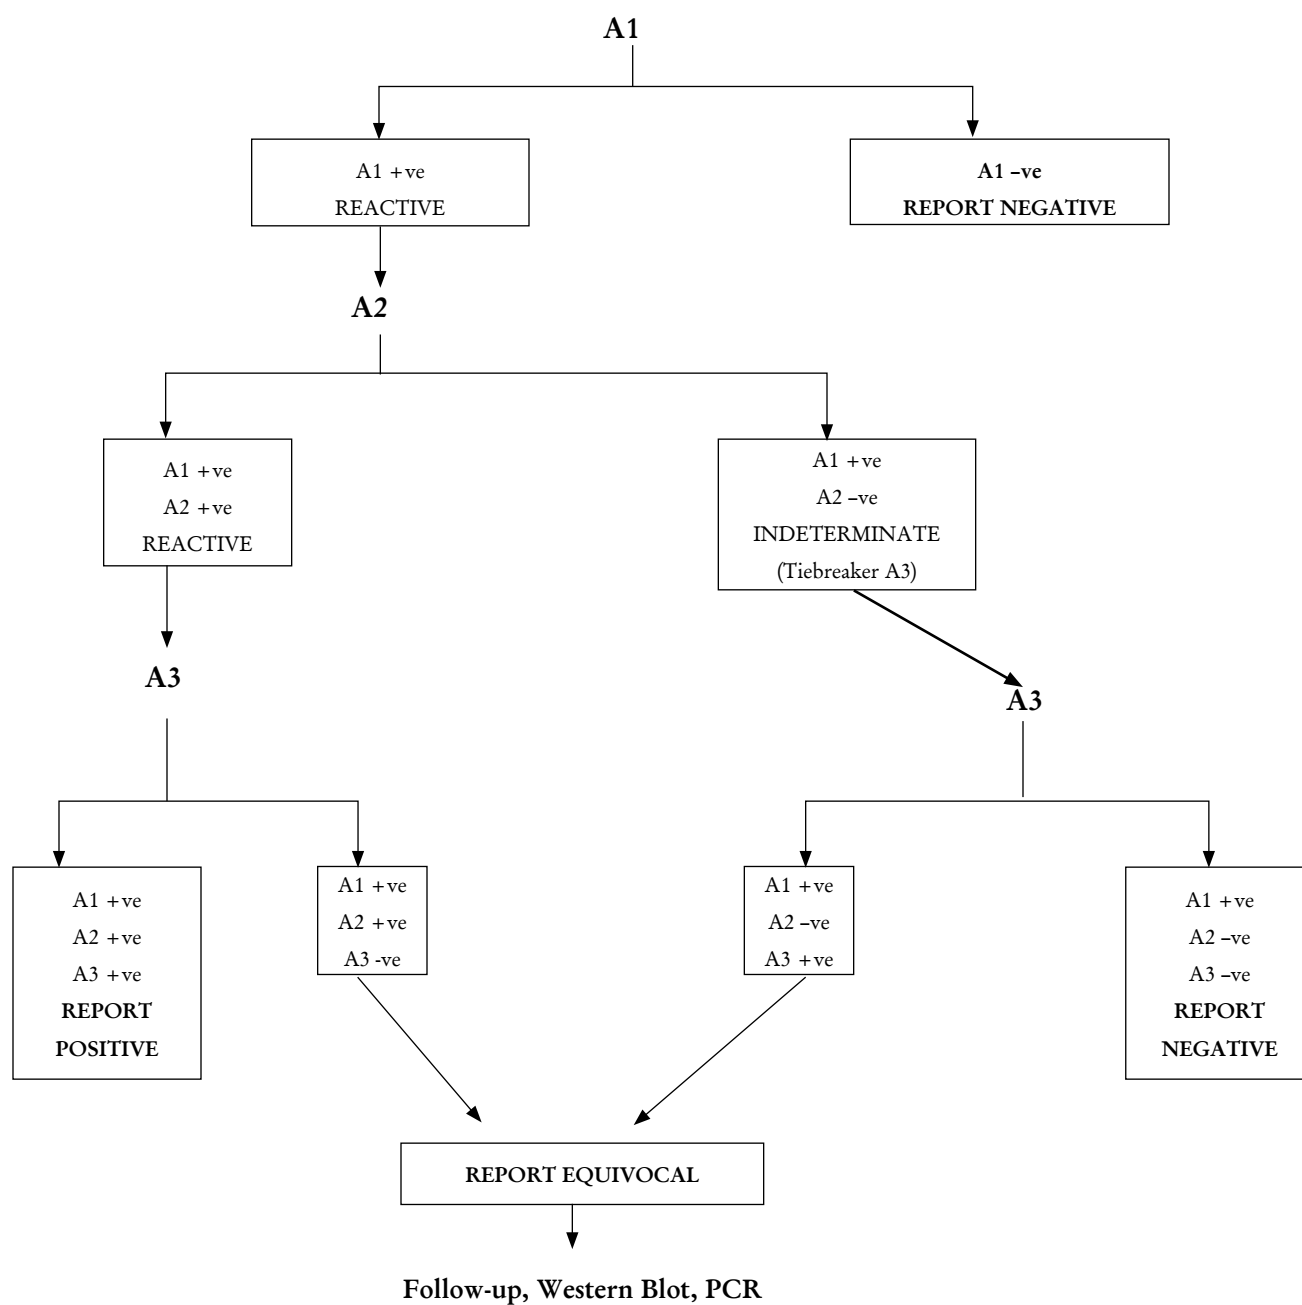 A1
A1 +ve
REACTIVE
A1 –ve
REPORT NEGATIVE
A2
A1 +ve
A2 +ve
REACTIVE
A1 +ve
A2 –ve
INDETERMINATE
(Tiebreaker A3)
A3
A3
A1 +ve
A2 +ve
A3 +ve
REPORT
POSITIVE
A1 +ve
A2 +ve
A3 -ve
A1 +ve
A2 –ve
A3 +ve
A1 +ve
A2 –ve
A3 –ve
REPORT
NEGATIVE
REPORT EQUIVOCAL
Follow-up, Western Blot, PCR